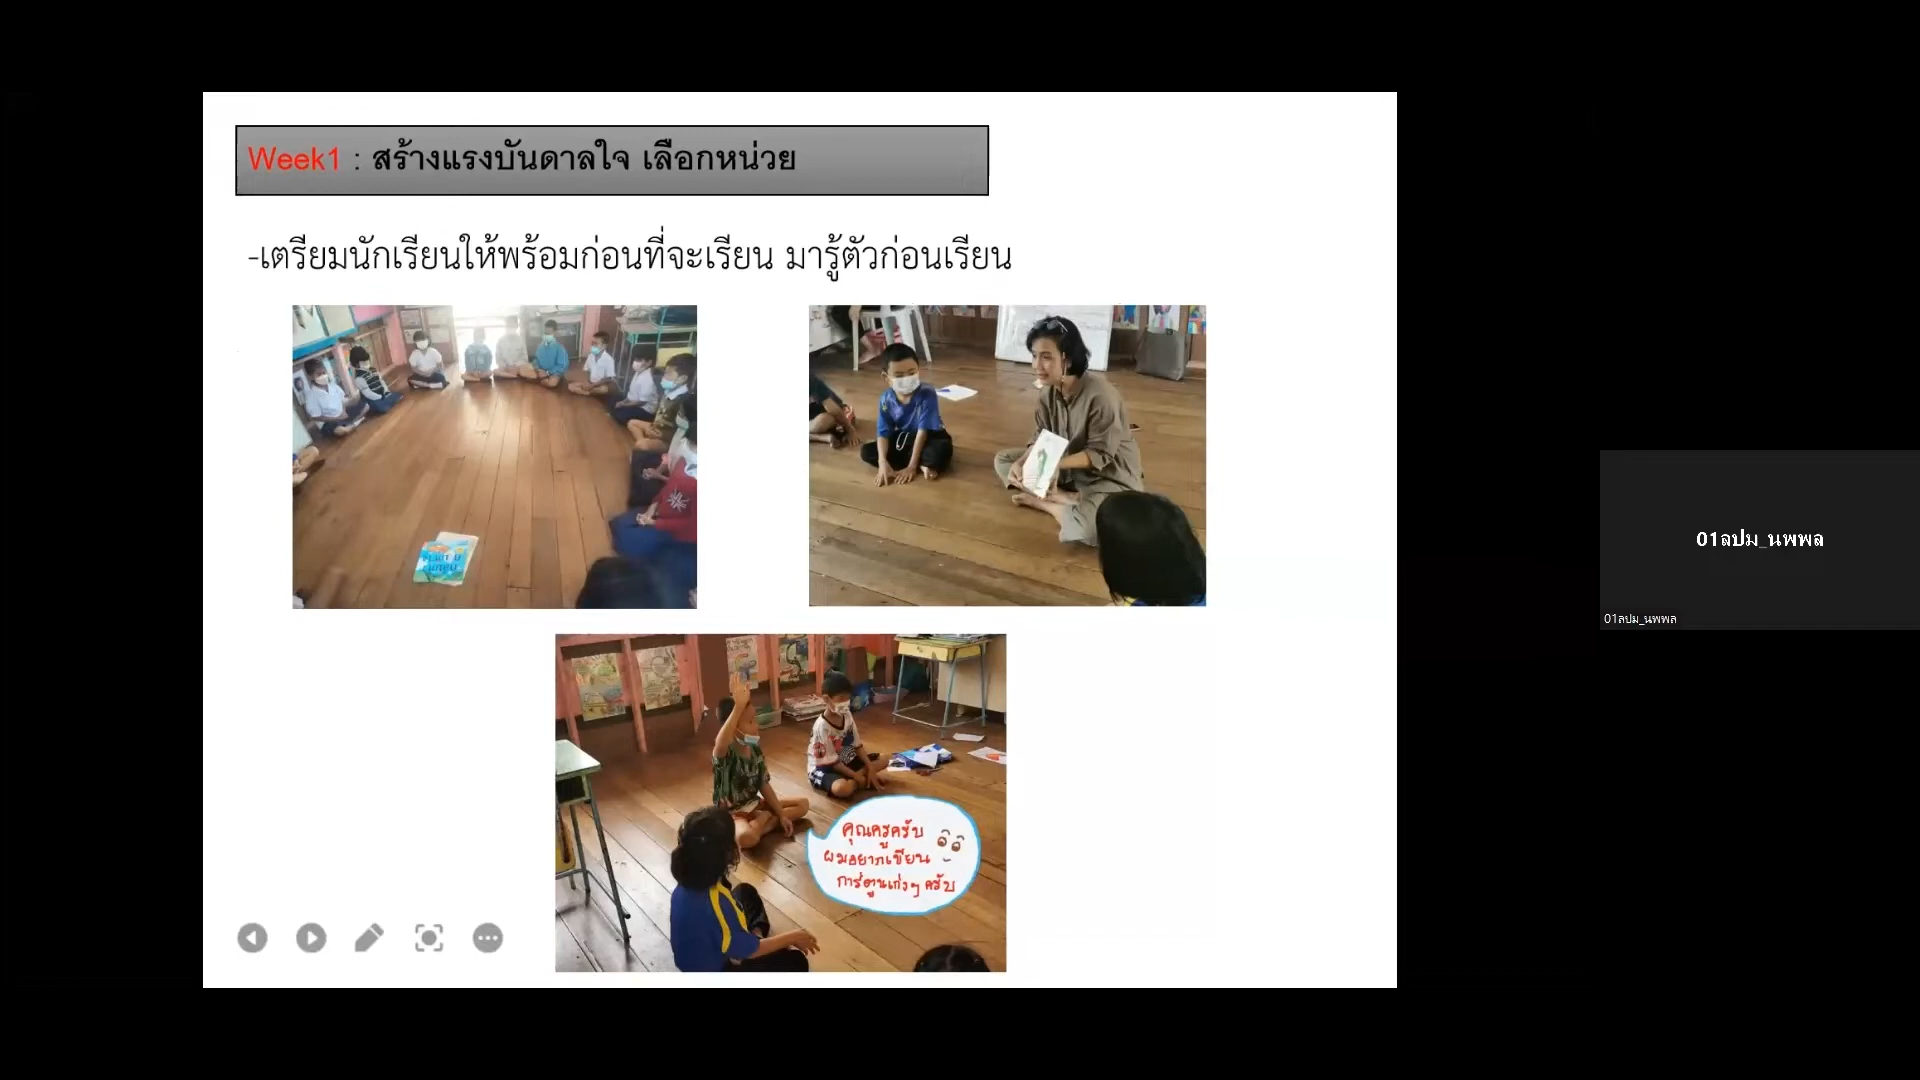 Week1 : สร้างแรงบันดาลใจ เลือกหน่วย
-เตรียมนักเรียนให้พร้อมก่อนที่จะเรียน มารู้ตัวก่อนเรียน
คุณครูครับ
ผมอยากเขียน
การ์ตูนเก่งๆ ครับ
01ลปม_นพพล
01ลปม_นพพล